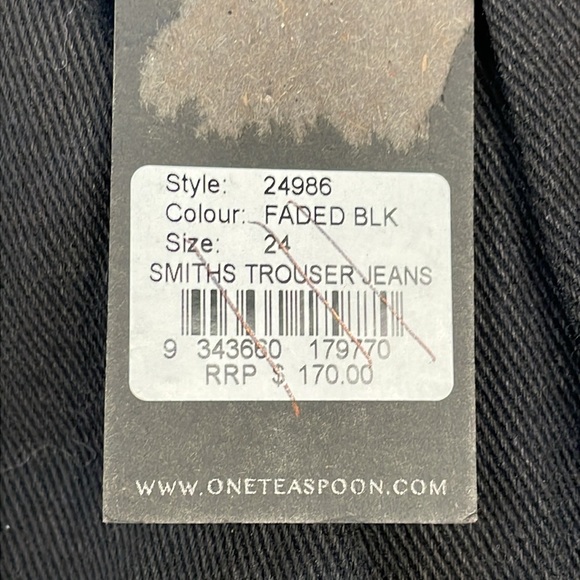 Style: 24986
Colour: FADED BLK
Size: 24
SMITHS TROUSER JEANS
9 343660 179770
RRP $ 170.00
WWW.ONETEASPOON.COM